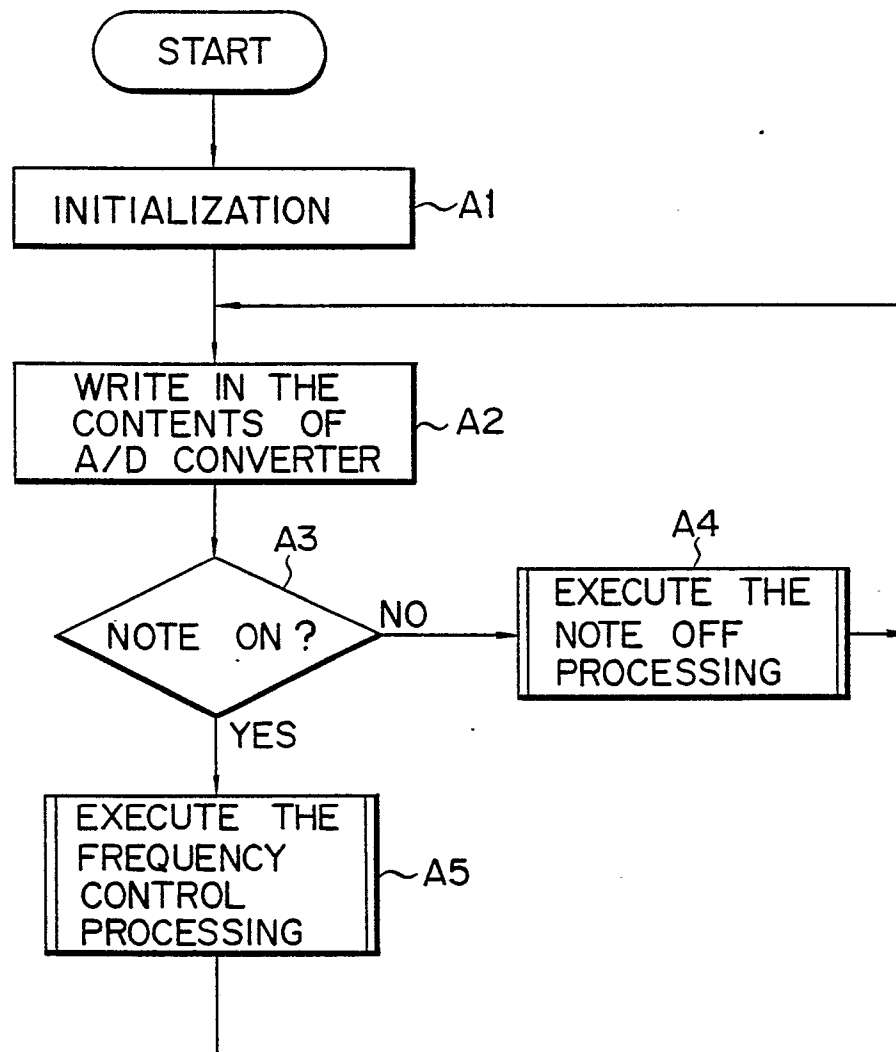 START
INITIALIZATION
A1
WRITE IN THE
CONTENTS OF
A/D CONVERTER
A2
A3
NOTE ON?
NO
A4
EXECUTE THE
NOTE OFF
PROCESSING
YES
EXECUTE THE
FREQUENCY
CONTROL
PROCESSING
A5